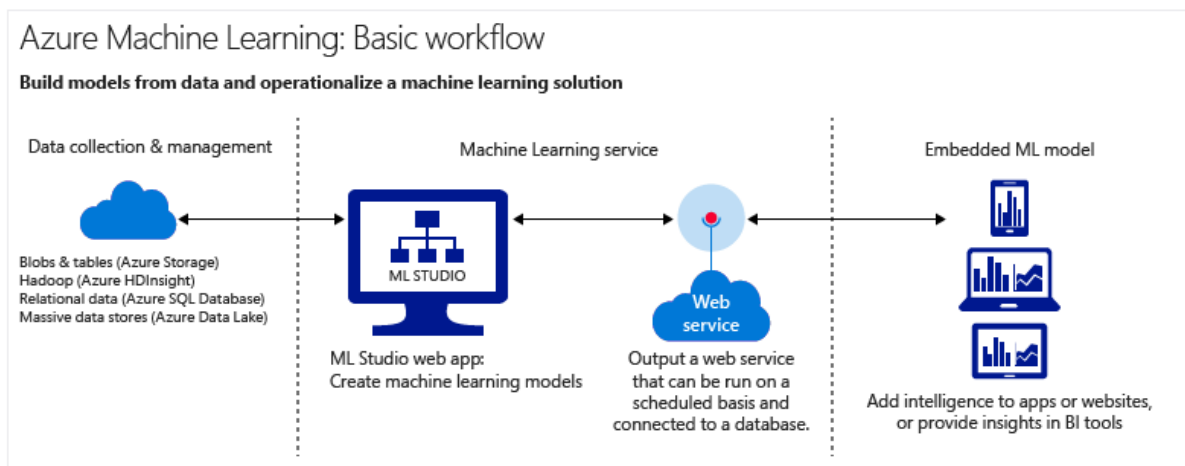 Azure Machine Learning: Basic workflow
Build models from data and operationalize a machine learning solution
Data collection & management
Blobs & tables (Azure Storage)
Hadoop (Azure HDInsight)
Relational data (Azure SQL Database)
Massive data stores (Azure Data Lake)
Machine Learning service
ML STUDIO
ML Studio web app:
Create machine learning models
Web
service
Output a web service
that can be run on a
scheduled basis and
connected to a database.
Embedded ML model
Add intelligence to apps or websites,
or provide insights in BI tools